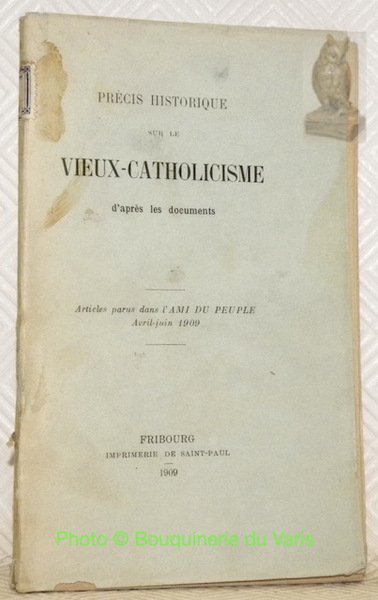 PRÉCIS HISTORIQUE
SUR LE
VIEUX-CATHOLICISME
d'après les documents
Articles parus dans l'AMI DU PEUPLE
Avril-juin 1909
FRIBOURG
IMPRIMERIE DE SAINT-PAUL
1909
Photo © Bouquinerie du Varis